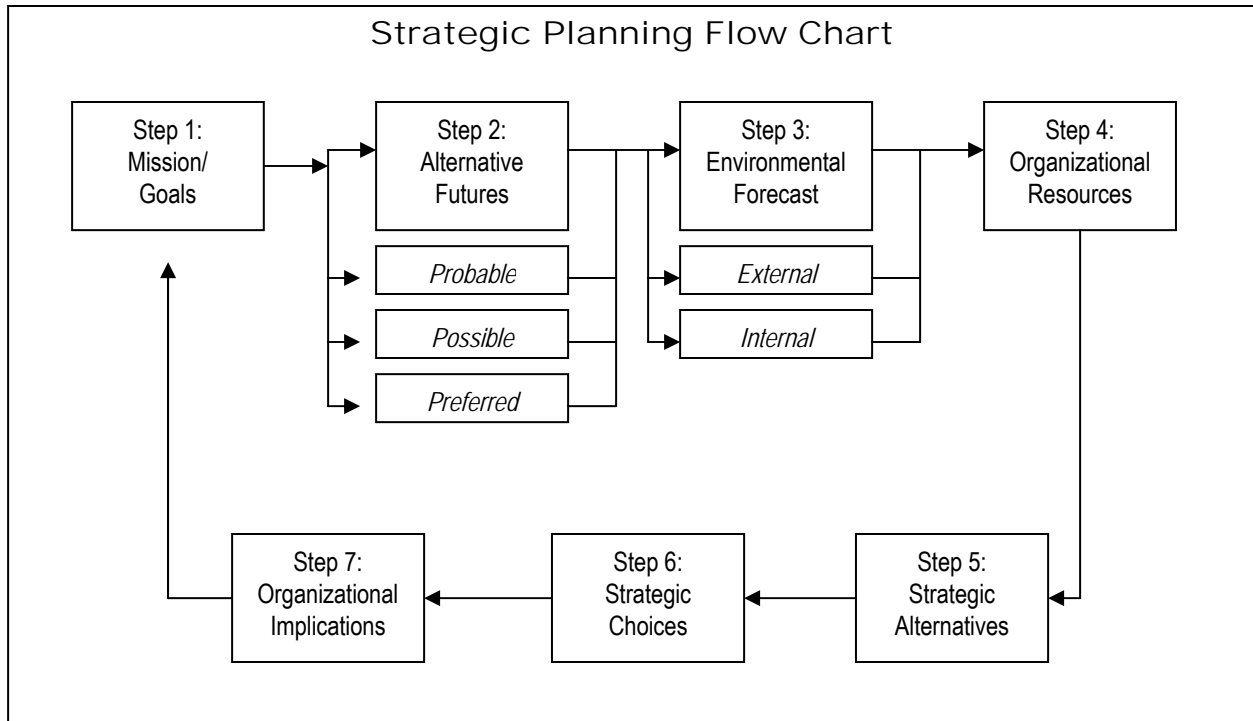 Strategic Planning Flow Chart
Step 1:
Mission/
Goals
Step 2:
Alternative
Futures
Probable
Possible
Preferred
Step 3:
Environmental
Forecast
External
Internal
Step 4:
Organizational
Resources
Step 5:
Strategic
Alternatives
Step 6:
Strategic
Choices
Step 7:
Organizational
Implications